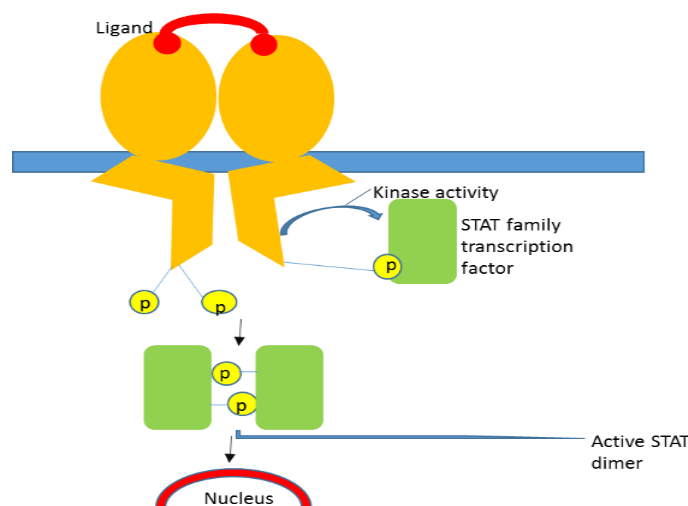 Ligand
Kinase activity
STAT family
transcription
factor
p
p
p
p
p
Active STAT
dimer
Nucleus